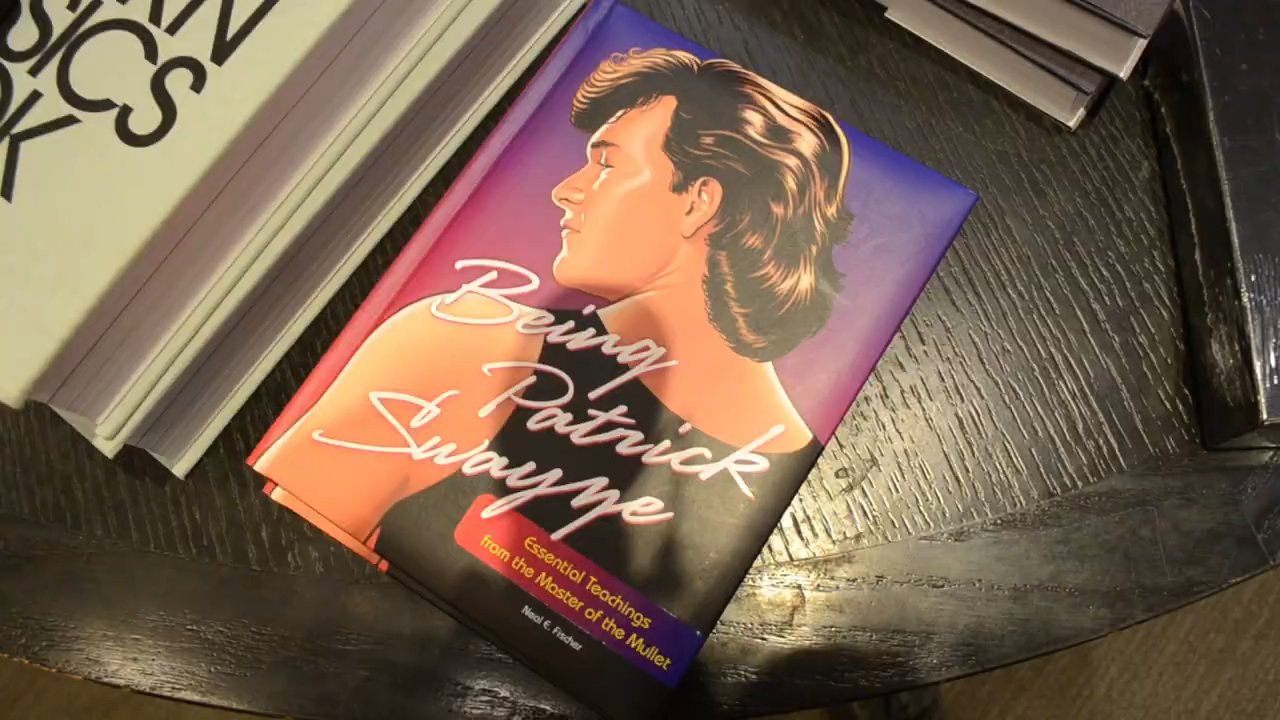 SICS
Being
Patrick
Swayze
Essential Teachings
from the Master of the Mullet
Neal E. Fischer